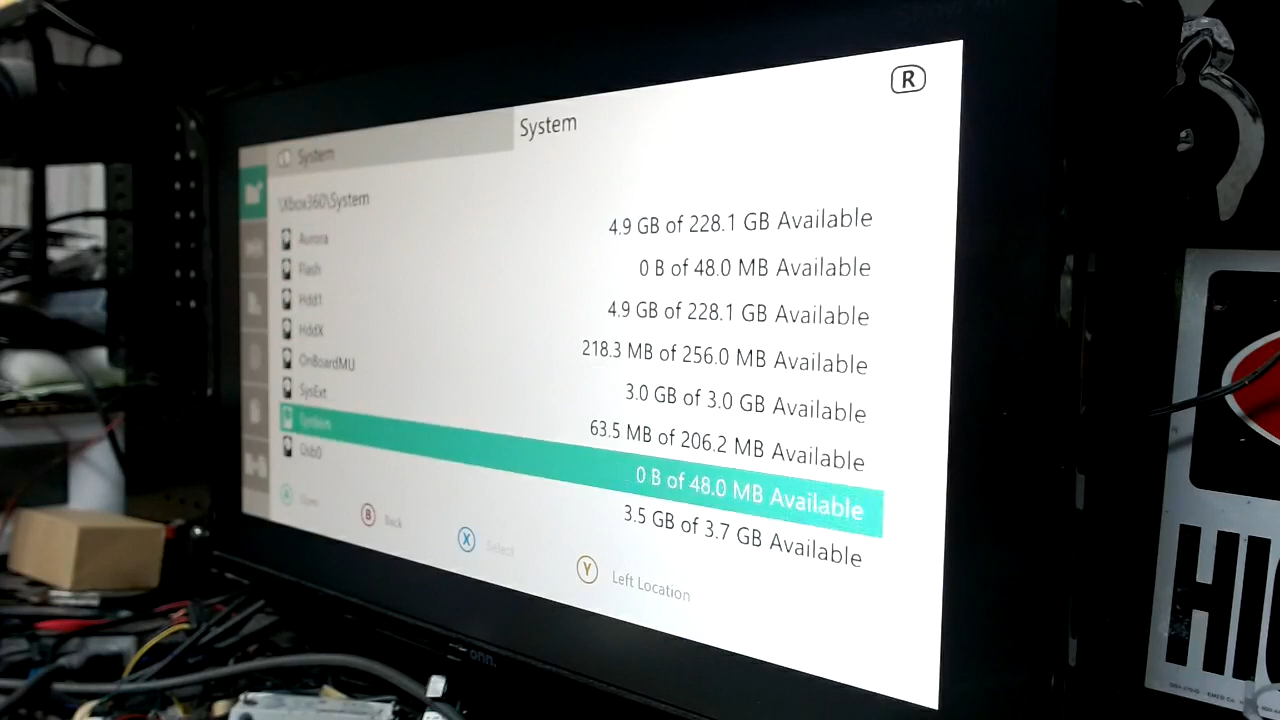 R
System
System
\Xbox360\System
Aurora 4.9 GB of 228.1 GB Available
Flash 0 B of 48.0 MB Available
Hdd1 4.9 GB of 228.1 GB Available
HddX 218.3 MB of 256.0 MB Available
OnBoardMU 3.0 GB of 3.0 GB Available
SysExt 63.5 MB of 206.2 MB Available
System 0 B of 48.0 MB Available
Usb0 3.5 GB of 3.7 GB Available
A Open
B Back
X Select
Y Left Location